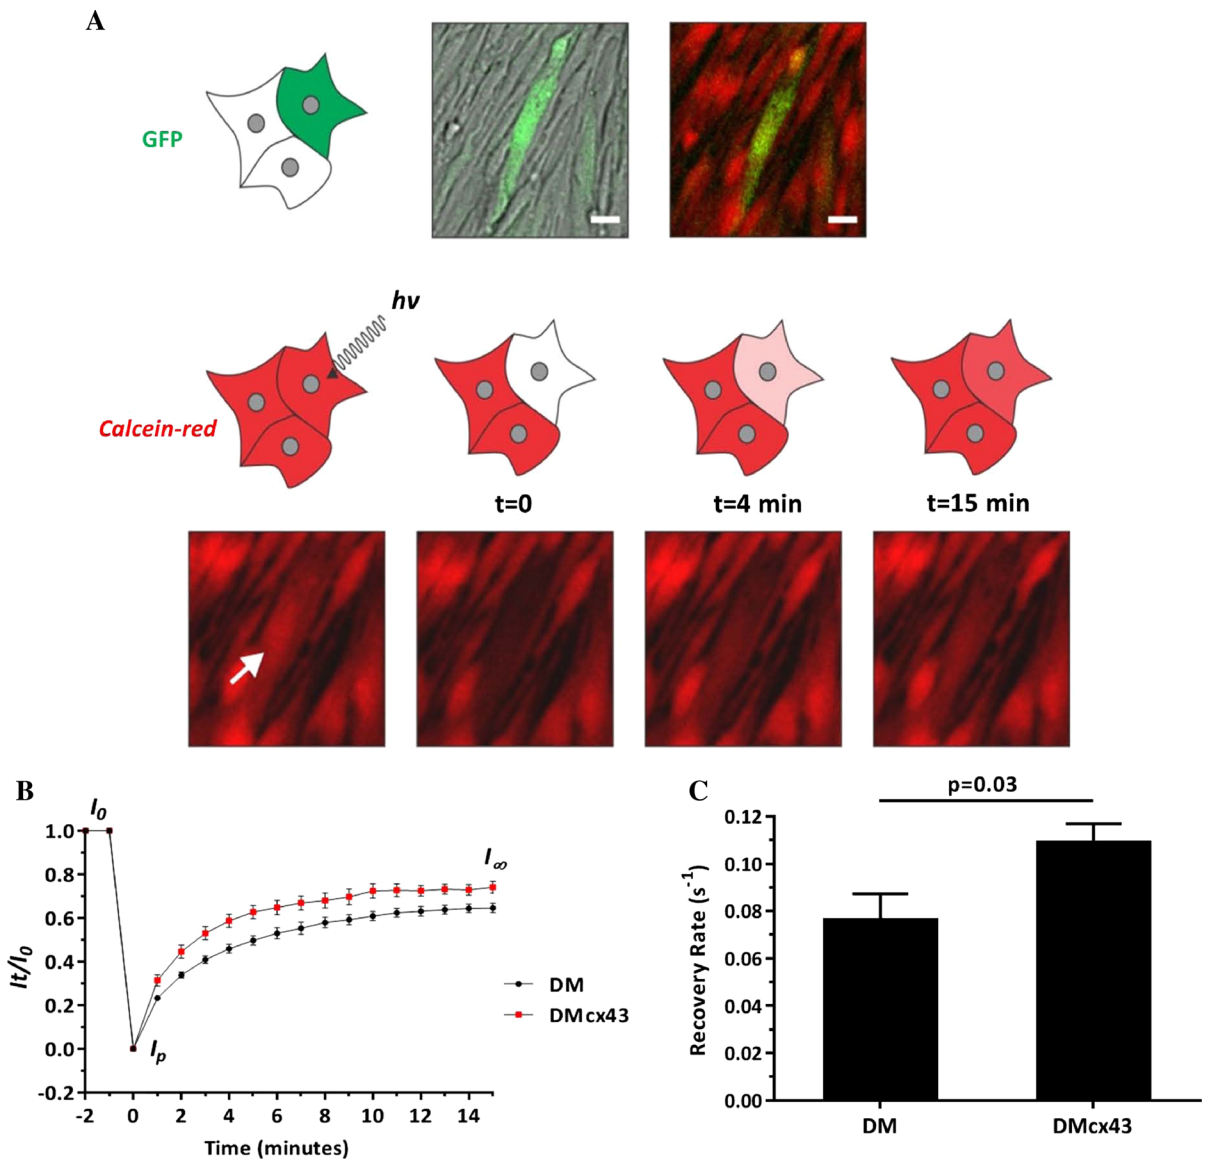 A
GFP
hν
Calcein-red
t=0
t=4 min
t=15 min
B
I0
I∞
Ip
It/I0
1.0
0.8
0.6
0.4
0.2
0.0
-0.2
-2
0
2
4
6
8
10
12
14
Time (minutes)
DM
DMcx43
C
p=0.03
Recovery Rate (s-1)
0.12
0.10
0.08
0.06
0.04
0.02
0.00
DM
DMcx43